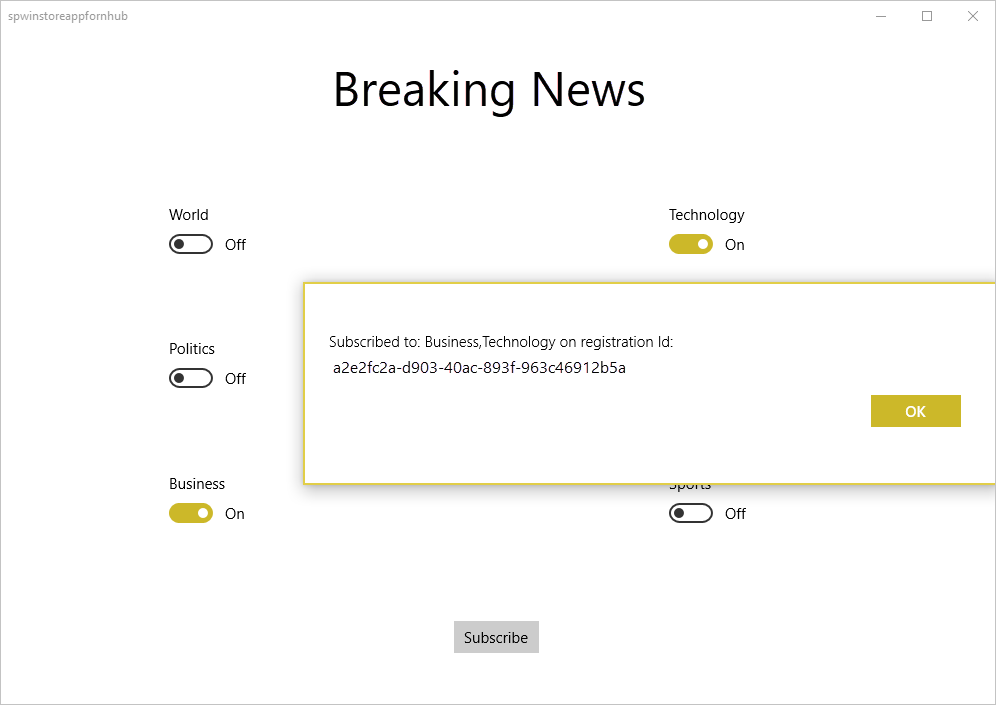 spwinstoreappfornhub
Breaking News
World
Off
Technology
On
Politics
Off
Subscribed to: Business,Technology on registration Id:
a2e2fc2a-d903-40ac-893f-963c46912b5a
OK
Business
On
Sports
Off
Subscribe